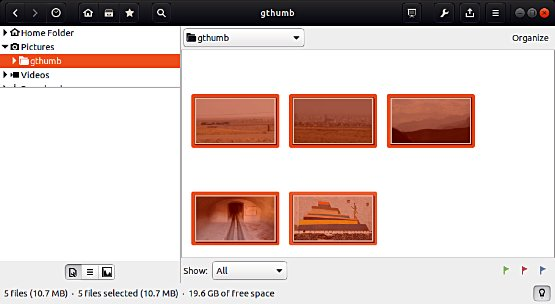 gthumb
Home Folder
Pictures
gthumb
Videos
gthumb
Organize
Show:
All
5 files (10.7 MB) · 5 files selected (10.7 MB) · 19.6 GB of free space